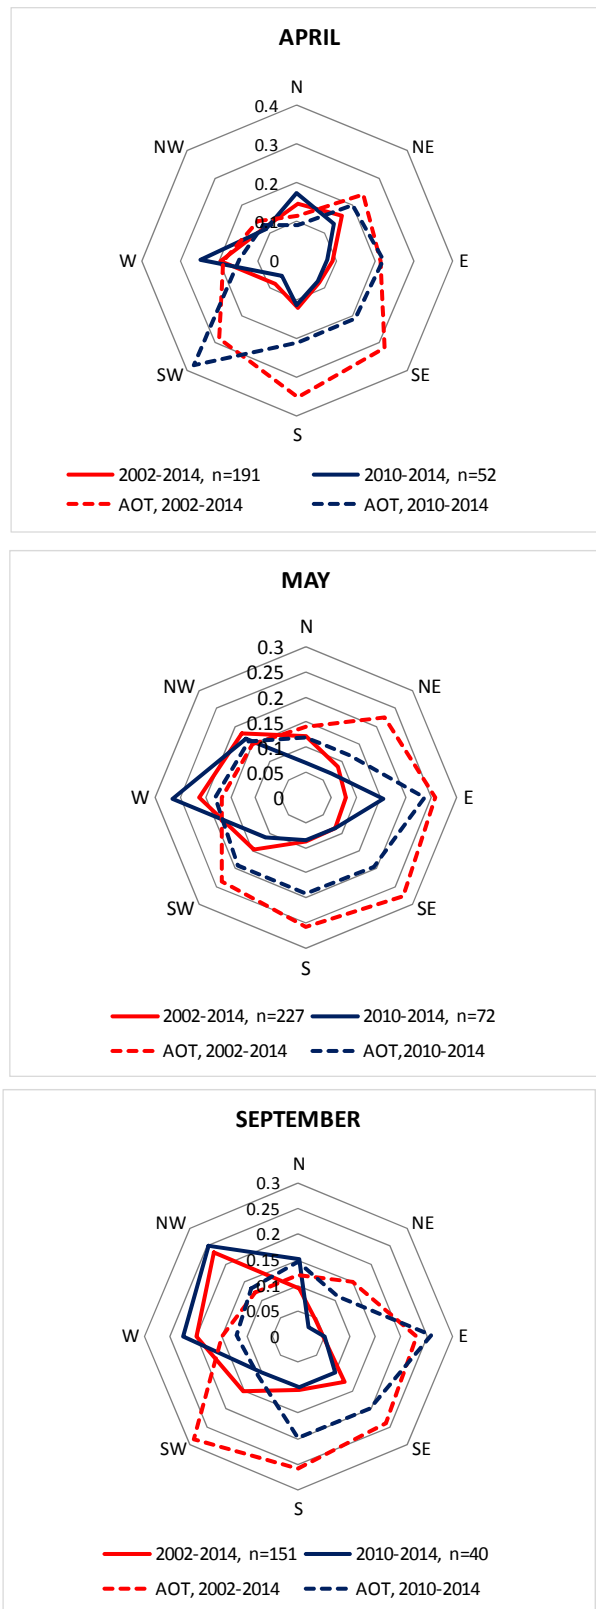 APRIL
N
0.4
NW
NE
0.3
0.2
0.1
W
0
E
SW
SE
S
2002-2014, n=191
2010-2014, n=52
AOT, 2002-2014
AOT, 2010-2014
MAY
N
0.3
NW
0.25
NE
0.2
0.15
0.1
0.05
W
0
E
SW
SE
S
2002-2014, n=227
2010-2014, n=72
AOT, 2002-2014
AOT,2010-2014
SEPTEMBER
N
0.3
NW
0.25
NE
0.2
0.15
0.1
0.05
W
0
E
SW
SE
S
2002-2014, n=151
2010-2014, n=40
AOT, 2002-2014
AOT, 2010-2014